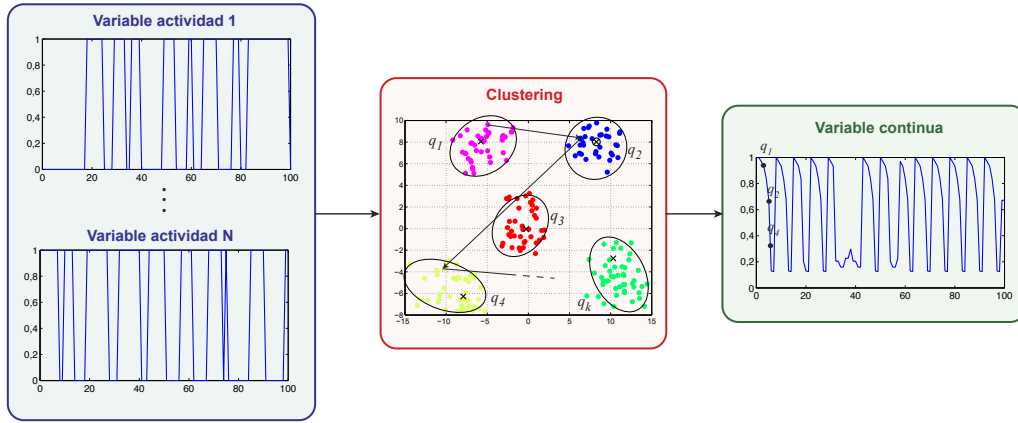 Variable actividad 1
1
0,8
0,6
0,4
0,2
0
0 20 40 60 80 100
Variable actividad N
1
0,8
0,6
0,4
0,2
0
0 20 40 60 80 100
Clustering
10
8
6
4
2
0
−2
−4
−6
−8
−15 −10 −5 0 5 10 15
q1
q2
q3
q4
qk
Variable continua
1
0,8
0,6
0,4
0,2
0
0 20 40 60 80 100
q1
q2
q4